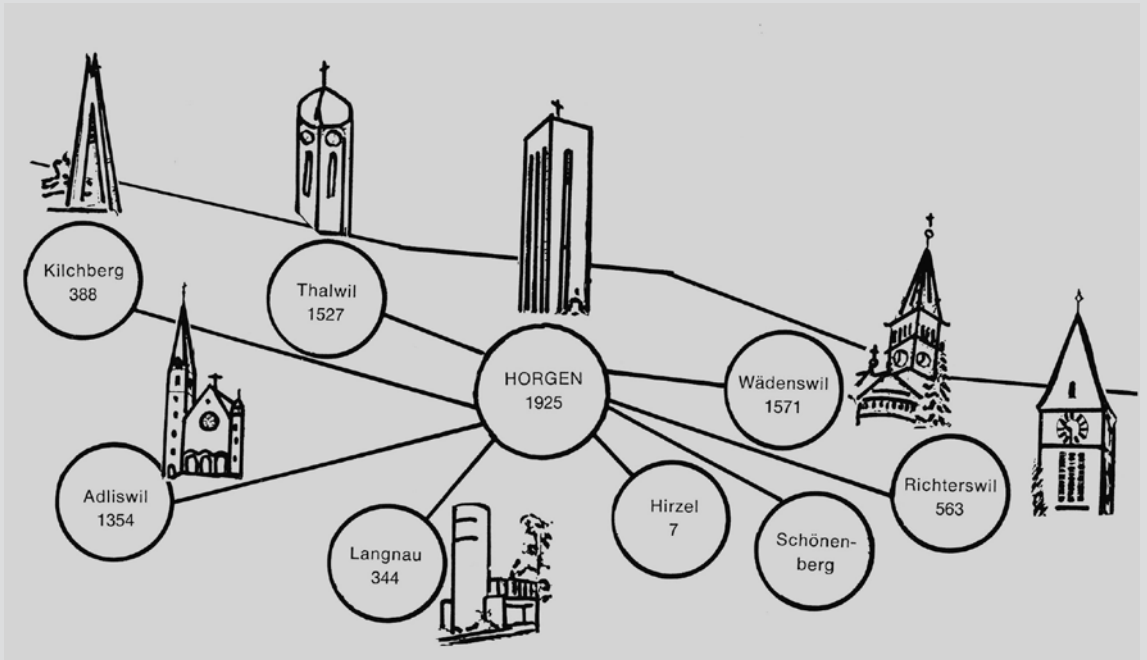 Kilchberg
388
Thalwil
1527
HORGEN
1925
Wädenswil
1571
Adliswil
1354
Langnau
344
Hirzel
7
Schönen-
berg
Richterswil
563